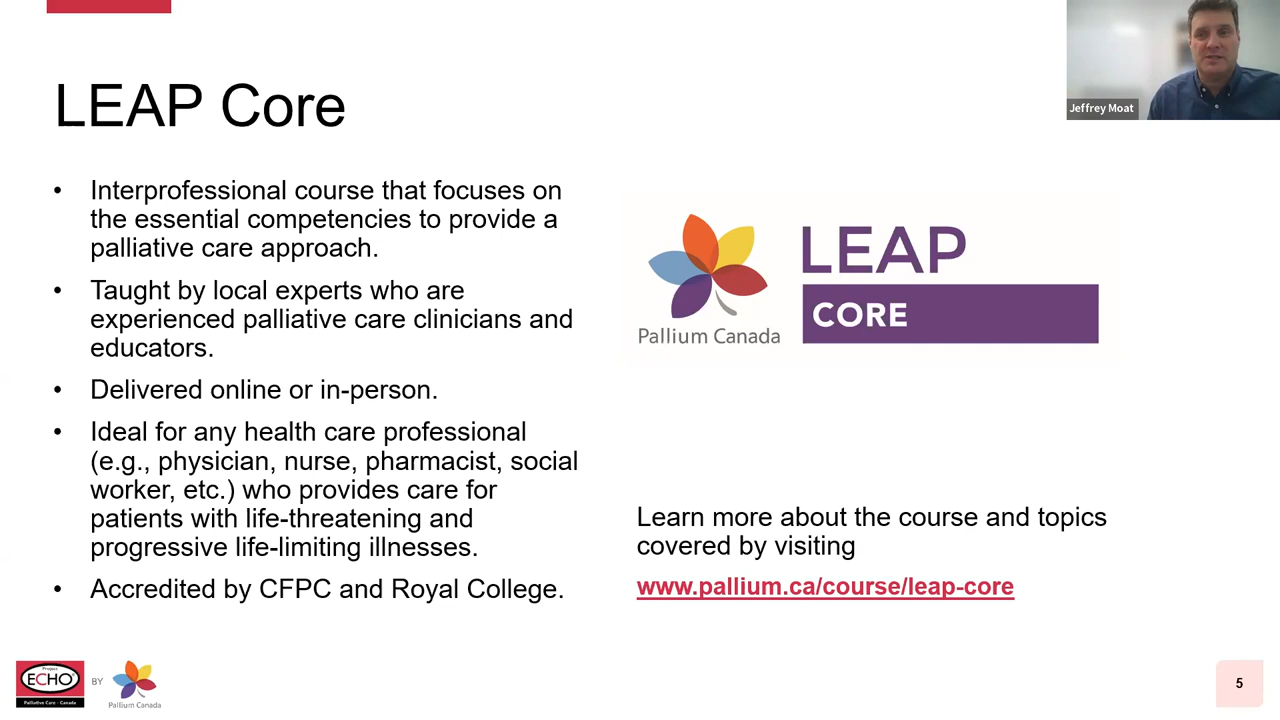 Jeffrey Moat
LEAP Core
• Interprofessional course that focuses on
the essential competencies to provide a
palliative care approach.
• Taught by local experts who are
experienced palliative care clinicians and
educators.
• Delivered online or in-person.
• Ideal for any health care professional
(e.g., physician, nurse, pharmacist, social
worker, etc.) who provides care for
patients with life-threatening and
progressive life-limiting illnesses.
• Accredited by CFPC and Royal College.
LEAP
CORE
Pallium Canada
Learn more about the course and topics
covered by visiting
www.pallium.ca/course/leap-core
Project
ECHO
Palliative Care - Canada
BY
Pallium Canada
5